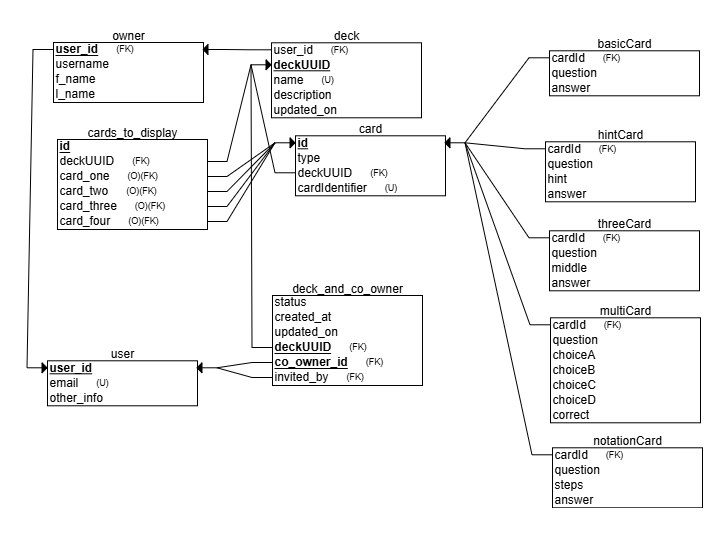 owner
user_id (FK)
username
f_name
l_name
deck
user_id (FK)
deckUUID
name (U)
description
updated_on
cards_to_display
id
deckUUID (FK)
card_one (O)(FK)
card_two (O)(FK)
card_three (O)(FK)
card_four (O)(FK)
card
id
type
deckUUID (FK)
cardIdentifier (U)
deck_and_co_owner
status
created_at
updated_on
deckUUID (FK)
co_owner_id (FK)
invited_by (FK)
user
user_id
email (U)
other_info
basicCard
cardId (FK)
question
answer
hintCard
cardId (FK)
question
hint
answer
threeCard
cardId (FK)
question
middle
answer
multiCard
cardId (FK)
question
choiceA
choiceB
choiceC
choiceD
correct
notationCard
cardId (FK)
question
steps
answer